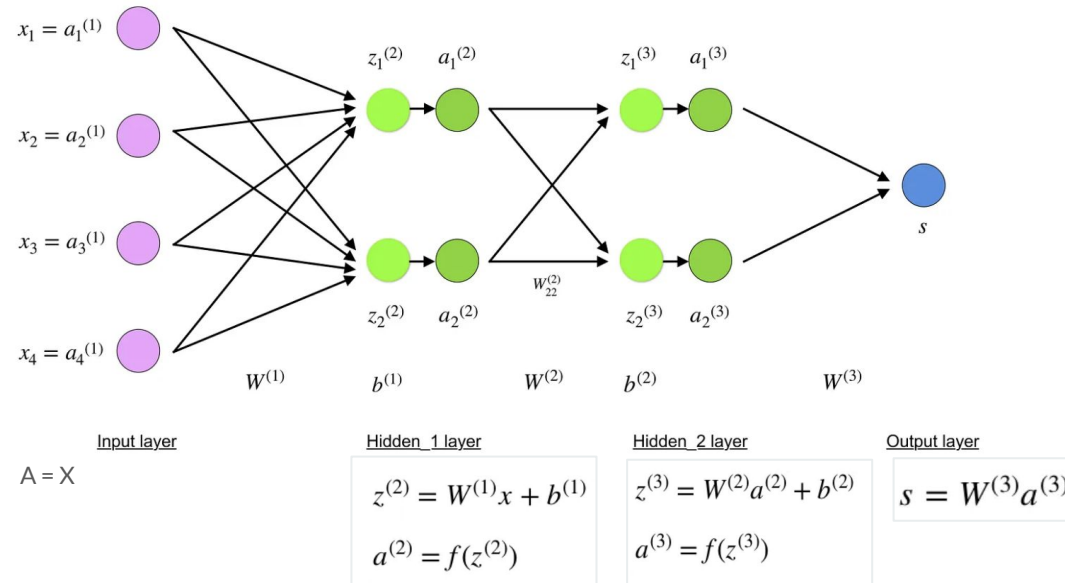 x₁ = a₁⁽¹⁾
z₁⁽²⁾ a₁⁽²⁾ z₁⁽³⁾ a₁⁽³⁾
x₂ = a₂⁽¹⁾
s
x₃ = a₃⁽¹⁾
W₂₂⁽²⁾
z₂⁽²⁾ a₂⁽²⁾ z₂⁽³⁾ a₂⁽³⁾
x₄ = a₄⁽¹⁾
W⁽¹⁾ b⁽¹⁾ W⁽²⁾ b⁽²⁾ W⁽³⁾
Input layer Hidden_1 layer Hidden_2 layer Output layer
A = X
z⁽²⁾ = W⁽¹⁾x + b⁽¹⁾
a⁽²⁾ = f(z⁽²⁾)
z⁽³⁾ = W⁽²⁾a⁽²⁾ + b⁽²⁾
a⁽³⁾ = f(z⁽³⁾)
s = W⁽³⁾a⁽³⁾